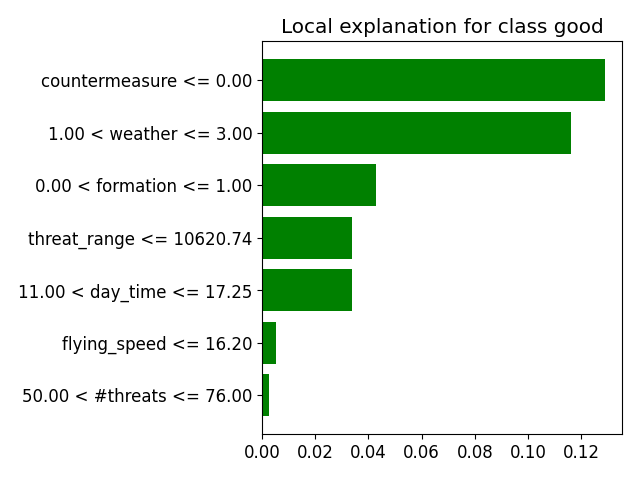 Local explanation for class good
countermeasure <= 0.00
1.00 < weather <= 3.00
0.00 < formation <= 1.00
threat_range <= 10620.74
11.00 < day_time <= 17.25
flying_speed <= 16.20
50.00 < #threats <= 76.00
0.00 0.02 0.04 0.06 0.08 0.10 0.12